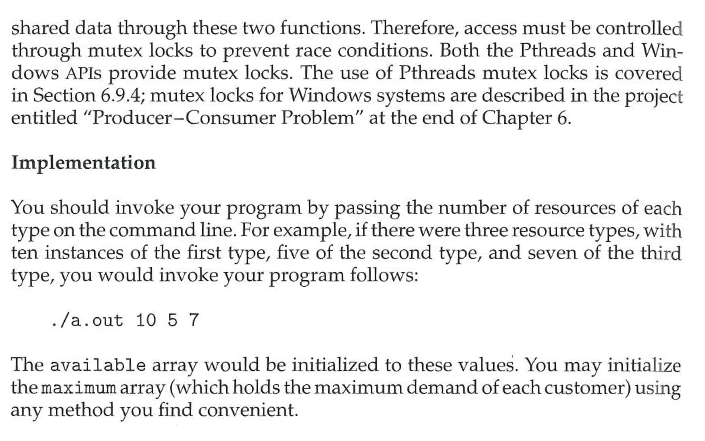 shared data through these two functions. Therefore, access must be controlled
through mutex locks to prevent race conditions. Both the Pthreads and Win-
dows APIs provide mutex locks. The use of Pthreads mutex locks is covered
in Section 6.9.4; mutex locks for Windows systems are described in the project
entitled “Producer–Consumer Problem” at the end of Chapter 6.
Implementation
You should invoke your program by passing the number of resources of each
type on the command line. For example, if there were three resource types, with
ten instances of the first type, five of the second type, and seven of the third
type, you would invoke your program follows:
./a.out 10 5 7
The available array would be initialized to these values. You may initialize
the maximum array (which holds the maximum demand of each customer) using
any method you find convenient.